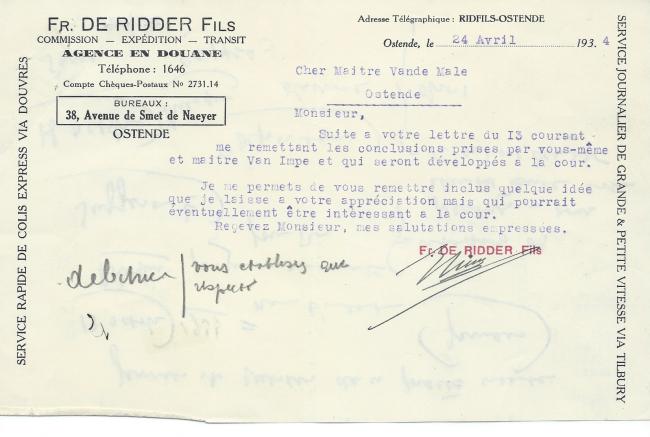 FR. DE RIDDER FILS
COMMISSION — EXPÉDITION — TRANSIT
AGENCE EN DOUANE
Téléphone : 1646
Compte Chèques-Postaux Nº 2731.14
BUREAUX :
38, Avenue de Smet de Naeyer
OSTENDE
Adresse Télégraphique : RIDFILS-OSTENDE
Ostende, le 24 Avril 193.4
SERVICE RAPIDE DE COLIS EXPRESS VIA DOUVRES
SERVICE JOURNALIER DE GRANDE & PETITE VITESSE VIA TILBURY
Cher Maitre Vande Male
Ostende
Monsieur,
Suite a votre lettre du I3 courant
me remettant les conclusions prises par vous-même
et maitre Van Impe et qui seront développés à la cour.
Je me permets de vous remettre inclus quelque idée
que je laisse a votre appréciation mais qui pourrait
éventuellement être intéressant a la cour.
Reçevez Monsieur, mes salutations empressées.
Fr. DE RIDDER Fils
vous que